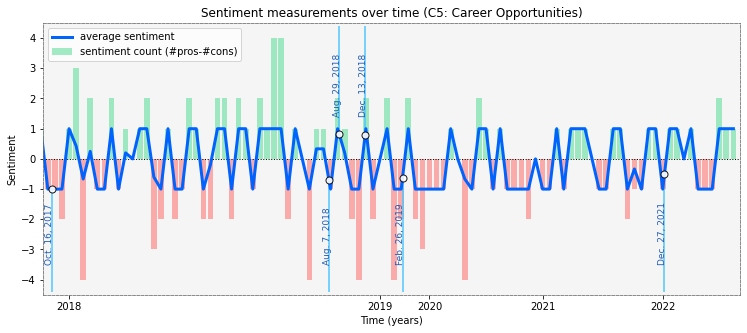 Sentiment measurements over time (C5: Career Opportunities)
average sentiment
sentiment count (#pros-#cons)
Sentiment
4
3
2
1
0
−1
−2
−3
−4
Oct. 16, 2017
Aug. 7, 2018
Aug. 29, 2018
Dec. 13, 2018
Feb. 26, 2019
Dec. 27, 2021
2018
2019
2020
2021
2022
Time (years)